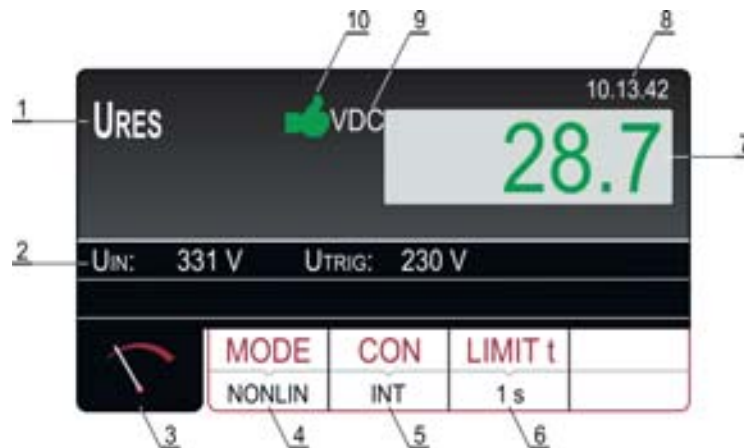 10 9 8
10.13.42
1 URES VDC 28.7 7
2 UIN: 331 V UTRIG: 230 V
MODE CON LIMIT t
NONLIN INT 1 s
3 4 5 6